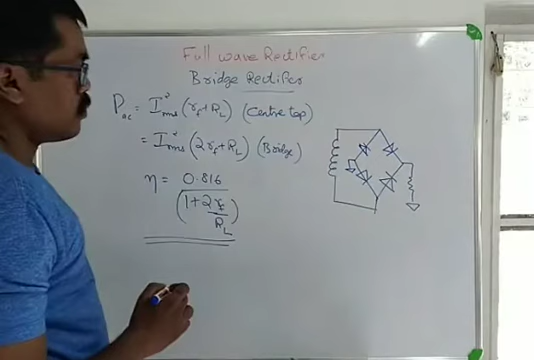 Full wave Rectifier
Bridge Rectifier
Pac = I²rms (rf + RL) (Centre tap)
= I²rms (2rf + RL) (Bridge)
η = 0.816
(1 + 2rf
RL)